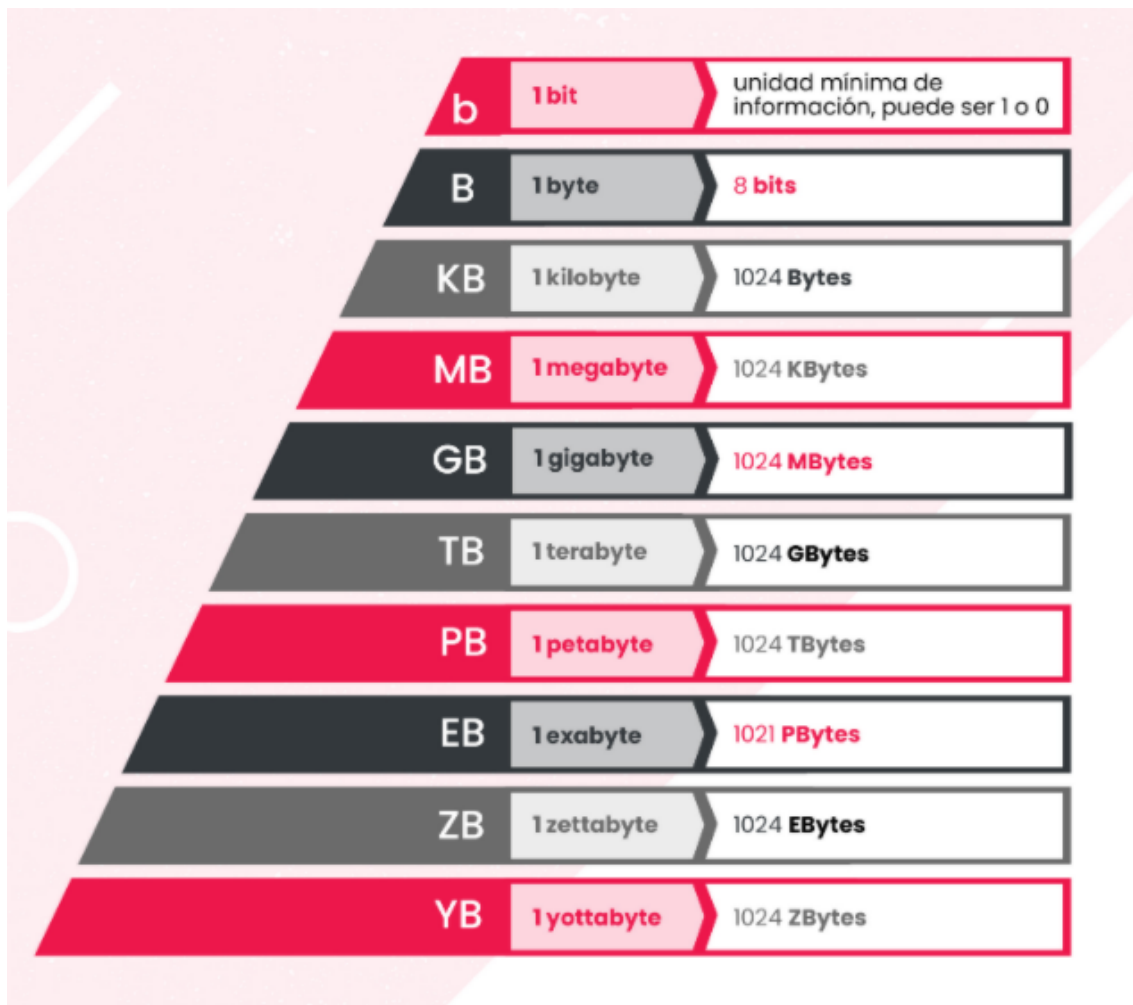 b 1 bit unidad mínima de
información, puede ser 1 o 0
B 1 byte 8 bits
KB 1 kilobyte 1024 Bytes
MB 1 megabyte 1024 KBytes
GB 1 gigabyte 1024 MBytes
TB 1 terabyte 1024 GBytes
PB 1 petabyte 1024 TBytes
EB 1 exabyte 1021 PBytes
ZB 1 zettabyte 1024 EBytes
YB 1 yottabyte 1024 ZBytes